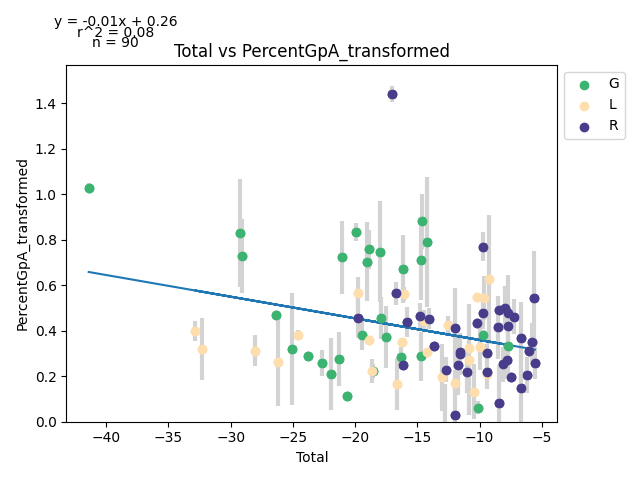 y = -0.01x + 0.26
r^2 = 0.08
n = 90
Total vs PercentGpA_transformed
G
L
R
1.4
1.2
1.0
0.8
0.6
0.4
0.2
0.0
PercentGpA_transformed
−40 −35 −30 −25 −20 −15 −10 −5
Total